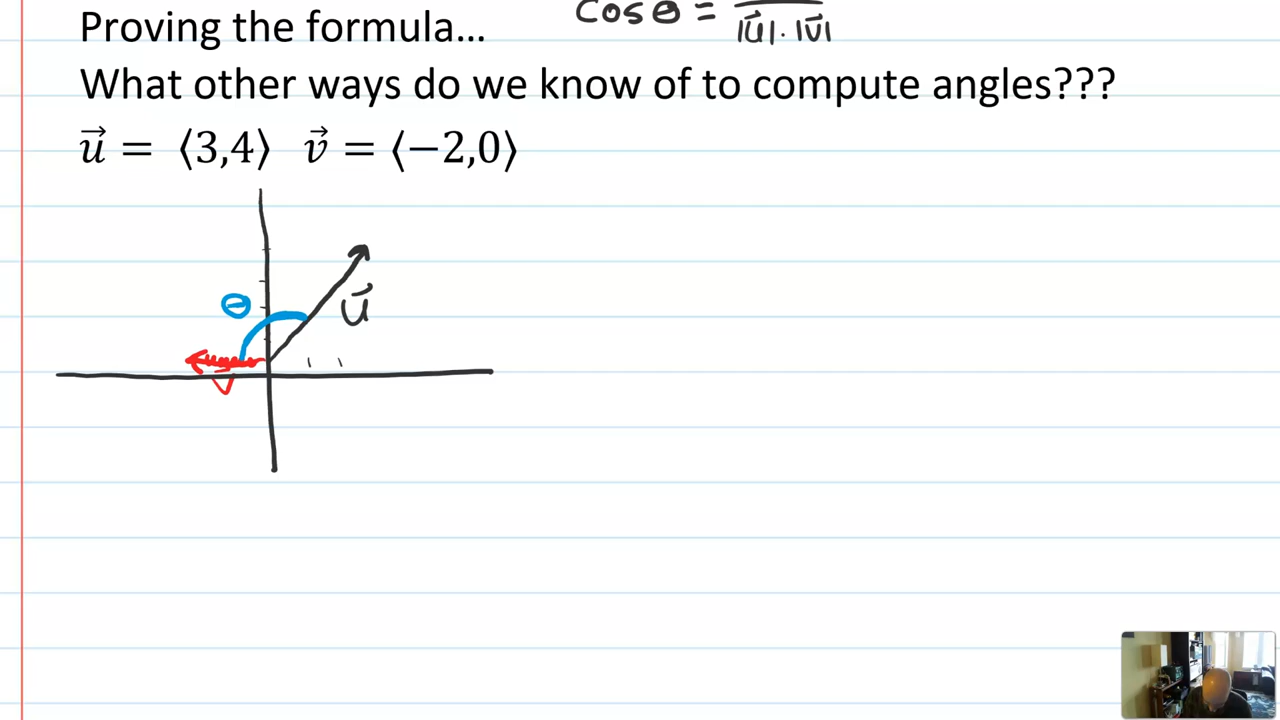 Proving the formula... cos θ = ───
|u⃗| · |v⃗|
What other ways do we know of to compute angles???
u⃗ = ⟨3,4⟩ v⃗ = ⟨−2,0⟩
θ
u⃗
v